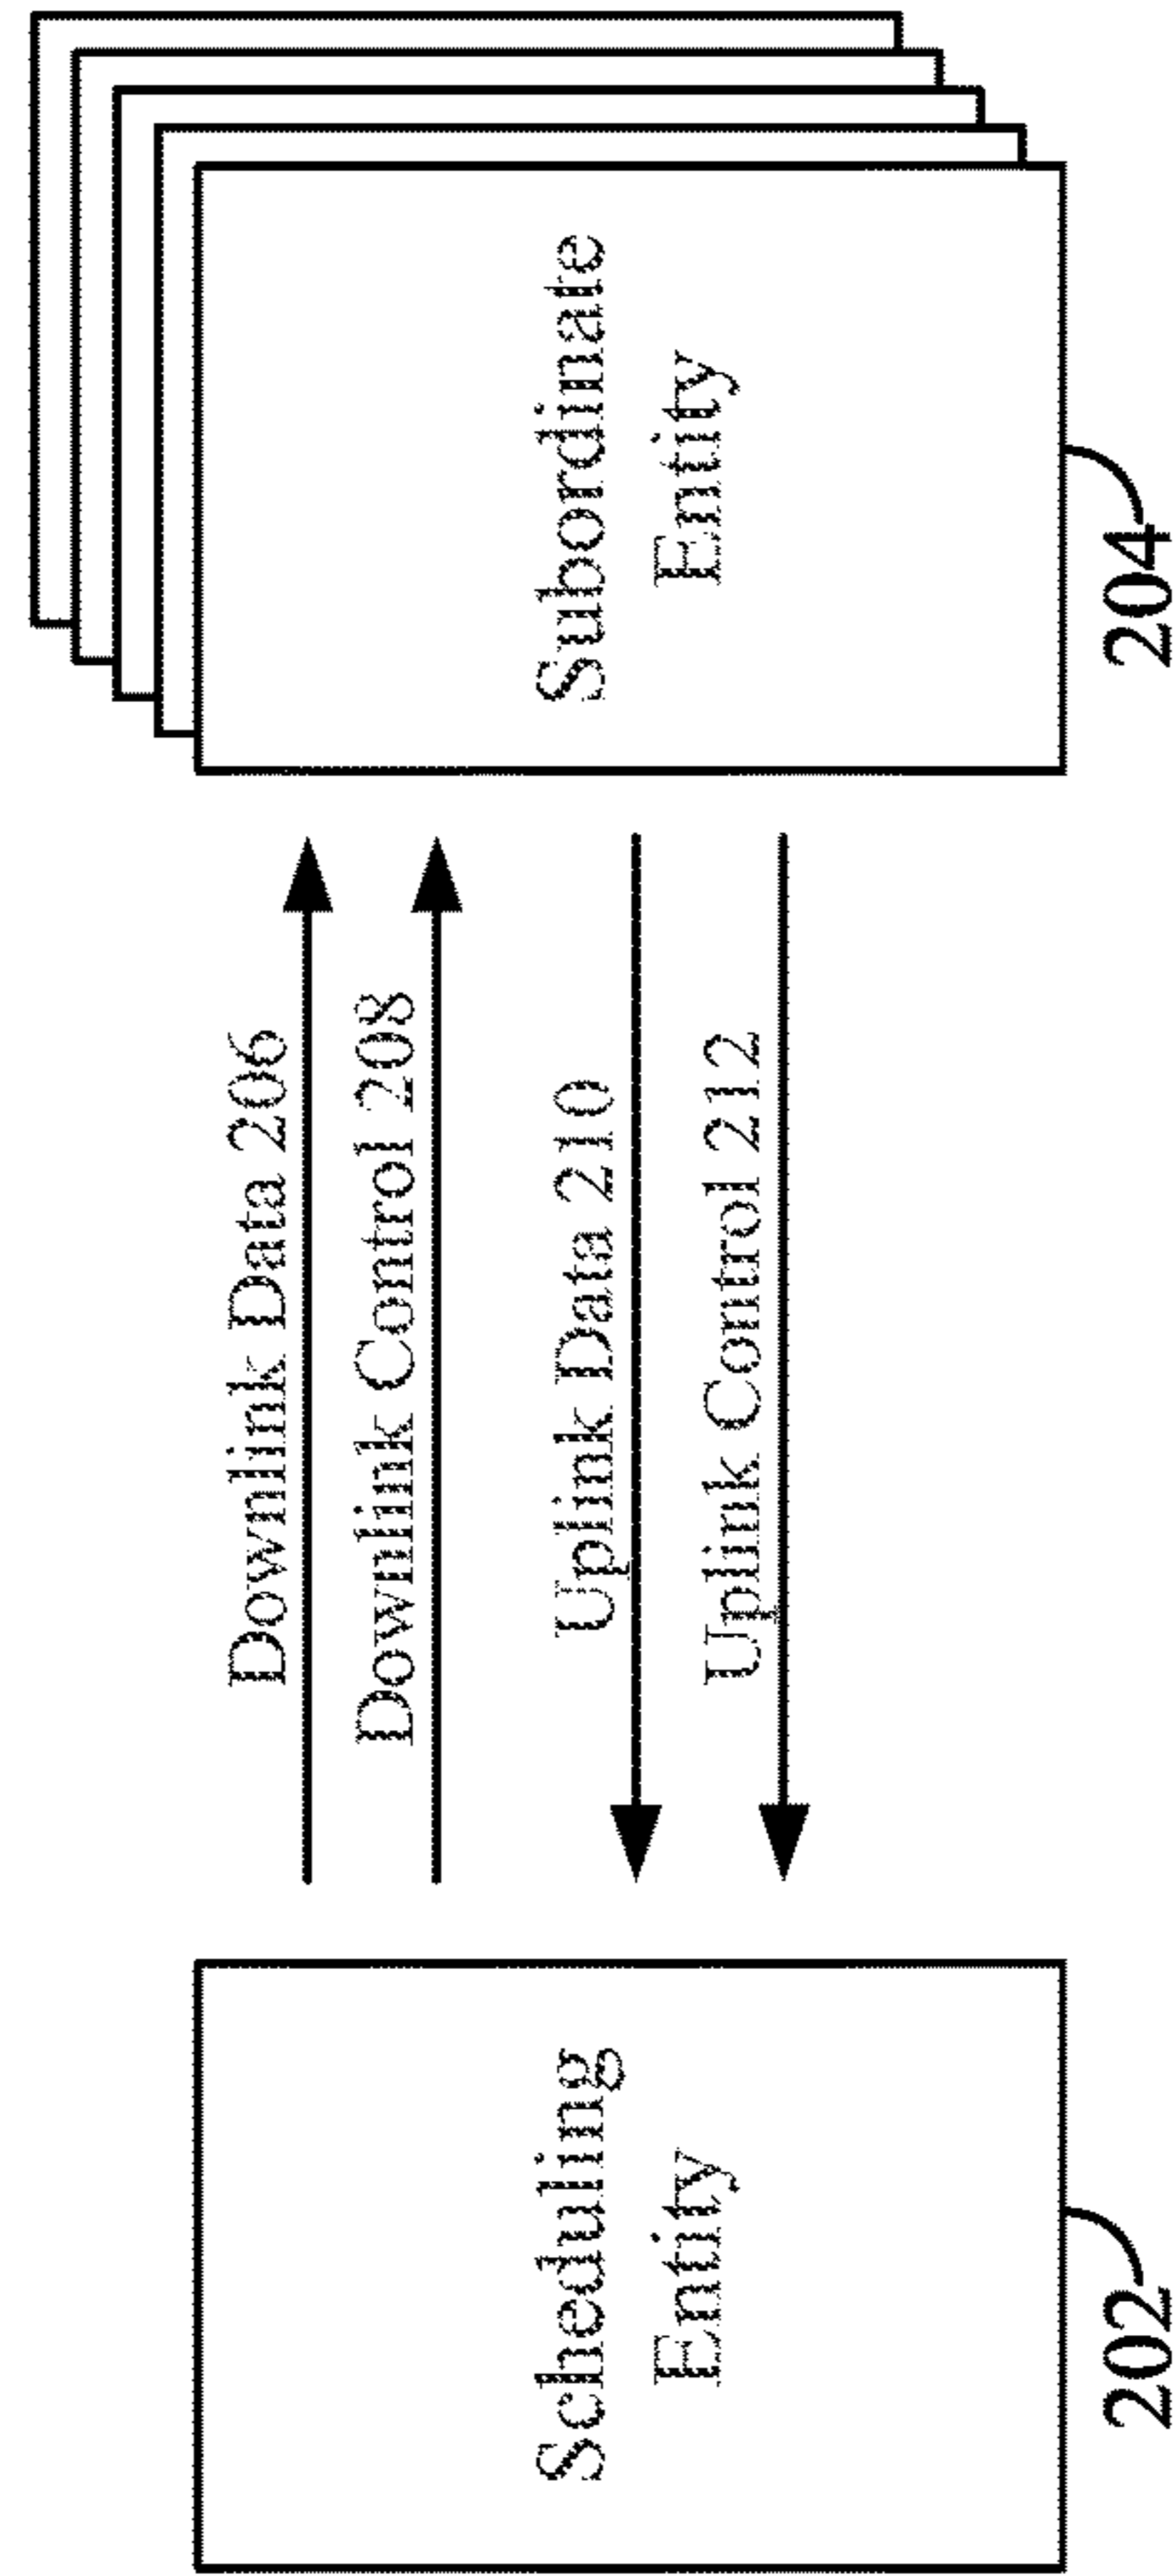 Scheduling
Entity
202
Downlink Data 206
Downlink Control 208
Uplink Data 210
Uplink Control 212
Subordinate
Entity
204